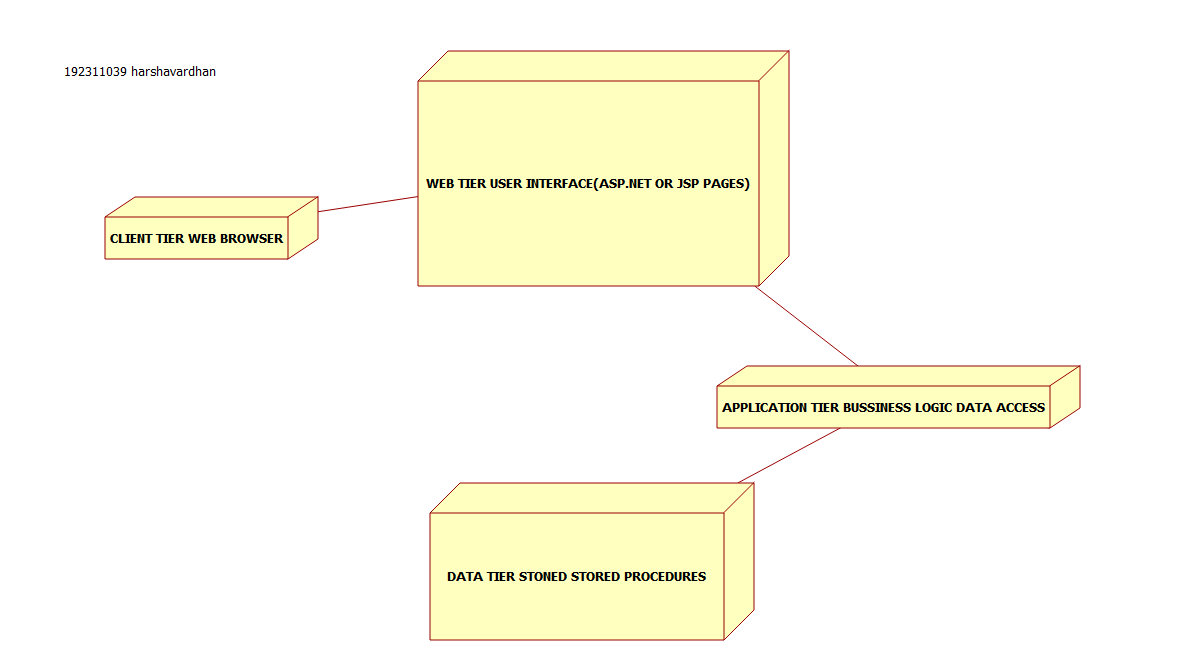 192311039 harshavardhan
WEB TIER USER INTERFACE(ASP.NET OR JSP PAGES)
CLIENT TIER WEB BROWSER
APPLICATION TIER BUSSINESS LOGIC DATA ACCESS
DATA TIER STONED STORED PROCEDURES